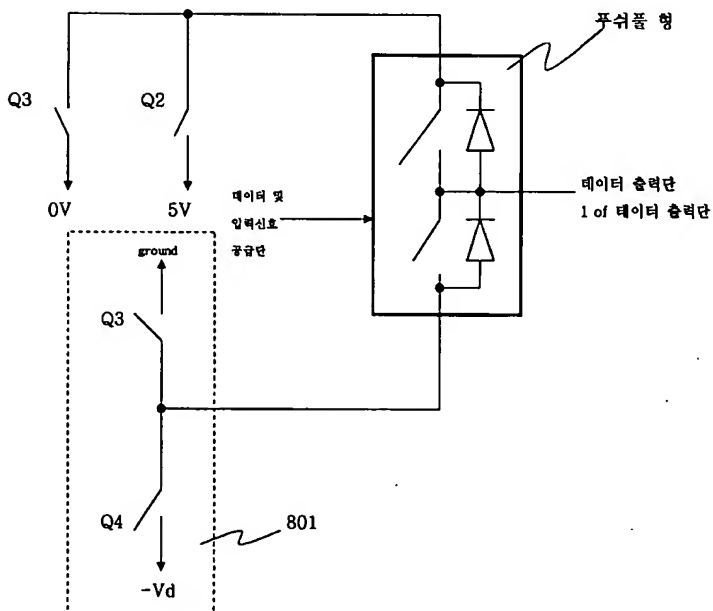 푸쉬풀 형
Q3
Q2
0V
5V
데이터 및
입력신호
공급단
데이터 출력단
1 of 데이터 출력단
ground
Q3
Q4
801
-Vd